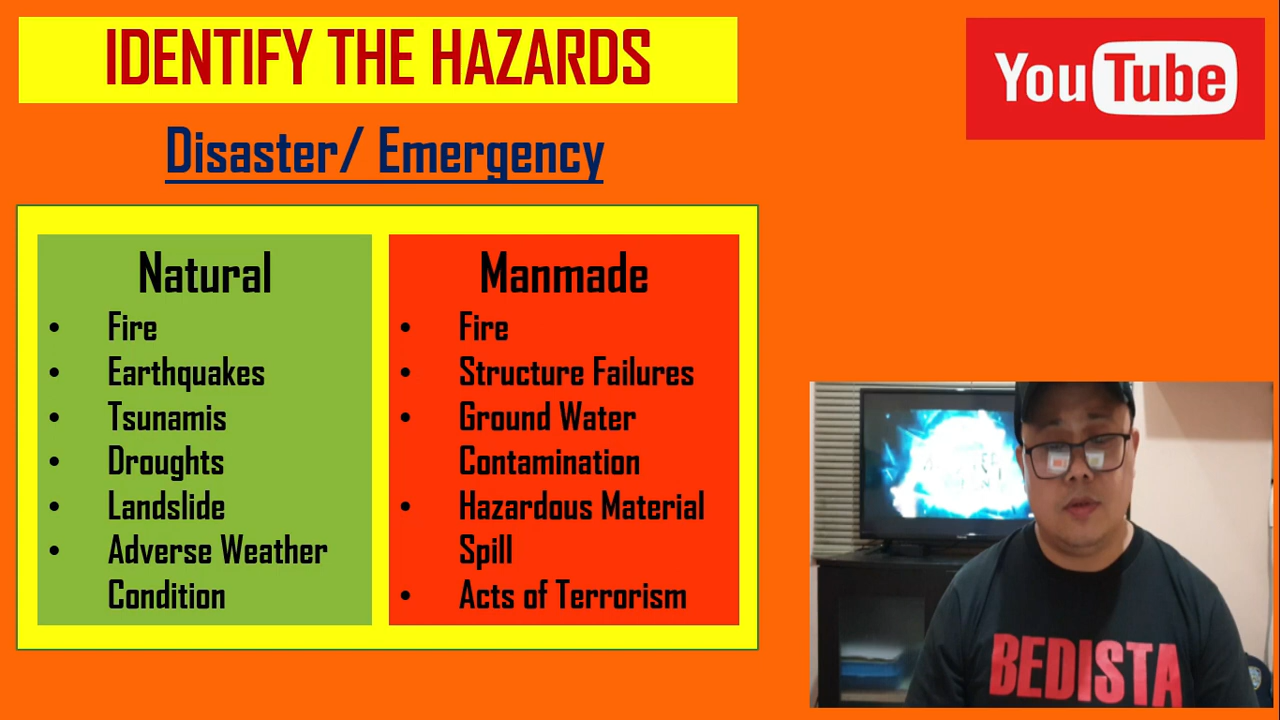 IDENTIFY THE HAZARDS
YouTube
Disaster/ Emergency
Natural
• Fire
• Earthquakes
• Tsunamis
• Droughts
• Landslide
• Adverse Weather
Condition
Manmade
• Fire
• Structure Failures
• Ground Water
Contamination
• Hazardous Material
Spill
• Acts of Terrorism
BEDISTA